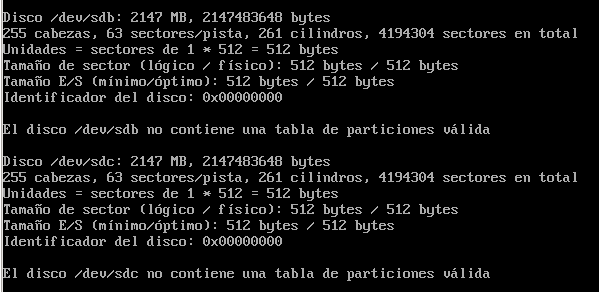 Disco /dev/sdb: 2147 MB, 2147483648 bytes
255 cabezas, 63 sectores/pista, 261 cilindros, 4194304 sectores en total
Unidades = sectores de 1 * 512 = 512 bytes
Tamaño de sector (lógico / físico): 512 bytes / 512 bytes
Tamaño E/S (mínimo/óptimo): 512 bytes / 512 bytes
Identificador del disco: 0x00000000
El disco /dev/sdb no contiene una tabla de particiones válida
Disco /dev/sdc: 2147 MB, 2147483648 bytes
255 cabezas, 63 sectores/pista, 261 cilindros, 4194304 sectores en total
Unidades = sectores de 1 * 512 = 512 bytes
Tamaño de sector (lógico / físico): 512 bytes / 512 bytes
Tamaño E/S (mínimo/óptimo): 512 bytes / 512 bytes
Identificador del disco: 0x00000000
El disco /dev/sdc no contiene una tabla de particiones válida